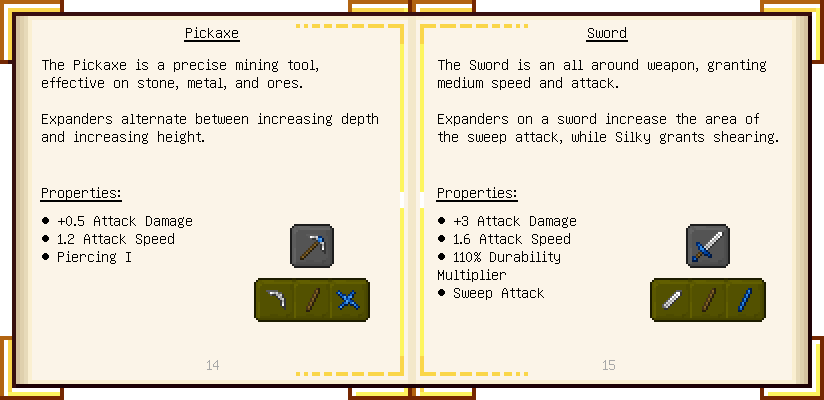 Pickaxe
The Pickaxe is a precise mining tool,
effective on stone, metal, and ores.
Expanders alternate between increasing depth
and increasing height.
Properties:
● +0.5 Attack Damage
● 1.2 Attack Speed
● Piercing I
14
Sword
The Sword is an all around weapon, granting
medium speed and attack.
Expanders on a sword increase the area of
the sweep attack, while Silky grants shearing.
Properties:
● +3 Attack Damage
● 1.6 Attack Speed
● 110% Durability
Multiplier
● Sweep Attack
15